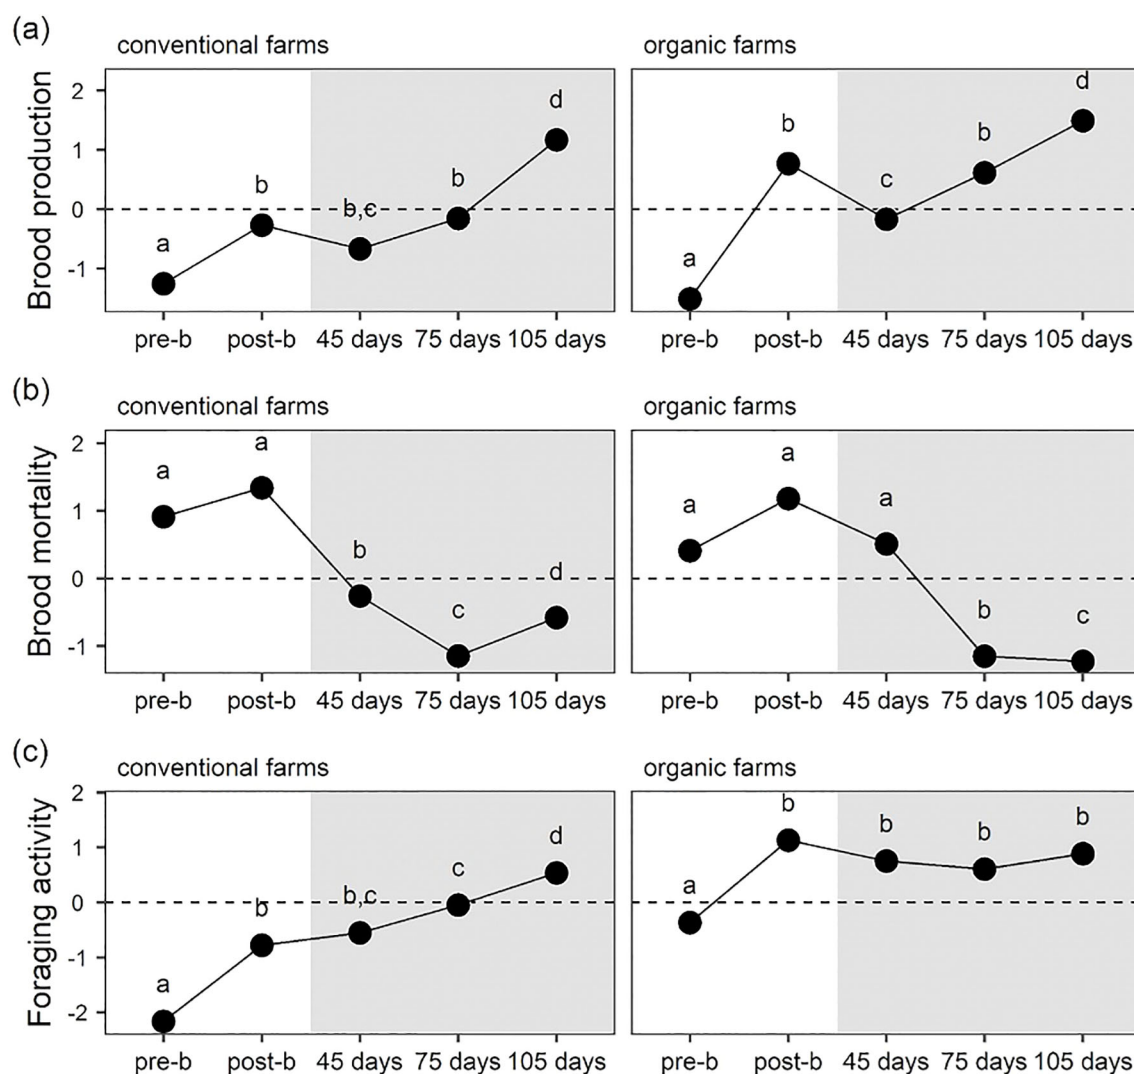 (a)
conventional farms
organic farms
Brood production
2
1
0
-1
a
b
b,c
b
d
a
b
c
b
d
pre-b post-b 45 days 75 days 105 days
pre-b post-b 45 days 75 days 105 days
(b)
conventional farms
organic farms
Brood mortality
2
1
0
-1
a
a
b
c
d
a
a
a
b
c
pre-b post-b 45 days 75 days 105 days
pre-b post-b 45 days 75 days 105 days
(c)
conventional farms
organic farms
Foraging activity
2
1
0
-1
-2
a
b
b,c
c
d
a
b
b
b
b
pre-b post-b 45 days 75 days 105 days
pre-b post-b 45 days 75 days 105 days